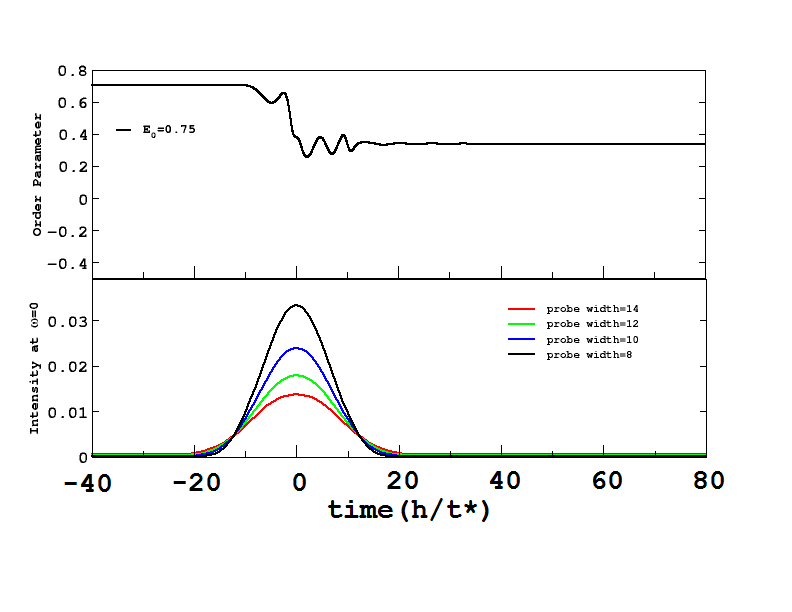 0.8
0.6
0.4
0.2
0
-0.2
-0.4
Order Parameter
E0=0.75
0.03
0.02
0.01
0
Intensity at ω=0
probe width=14
probe width=12
probe width=10
probe width=8
-40 -20 0 20 40 60 80
time(h/t*)